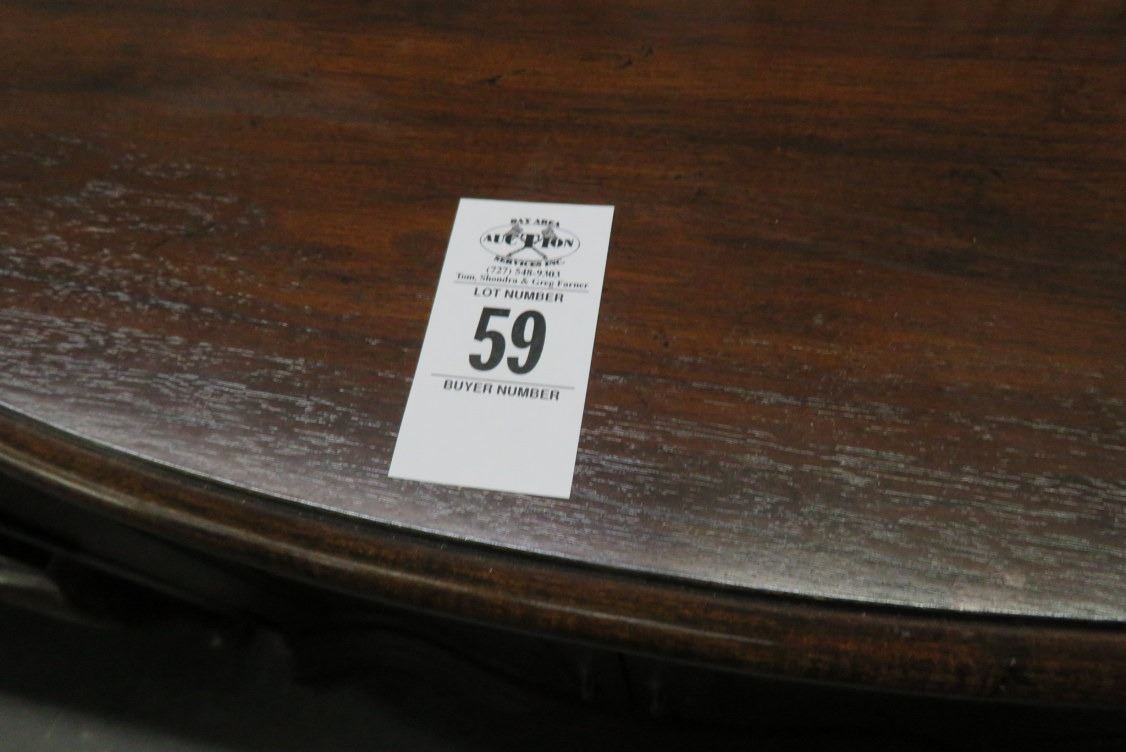 BAY AREA
AUCTION
SERVICES INC.
(727) 548-9303
Tom, Shondra & Greg Farner
LOT NUMBER
59
BUYER NUMBER